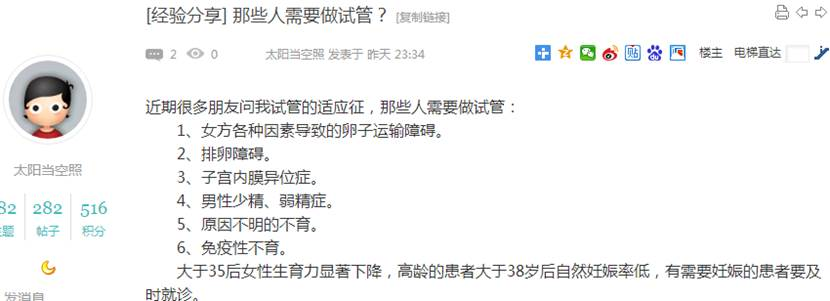 [经验分享] 那些人需要做试管？ [复制链接]
2 0 太阳当空照 发表于 昨天 23:34 贴 du 楼主 电梯直达
近期很多朋友问我试管的适应征，那些人需要做试管：
1、女方各种因素导致的卵子运输障碍。
2、排卵障碍。
3、子宫内膜异位症。
4、男性少精、弱精症。
5、原因不明的不育。
6、免疫性不育。
大于35后女性生育力显著下降，高龄的患者大于38岁后自然妊娠率低，有需要妊娠的患者要及
时就诊。
太阳当空照
82 282 516
主题 帖子 积分
发消息